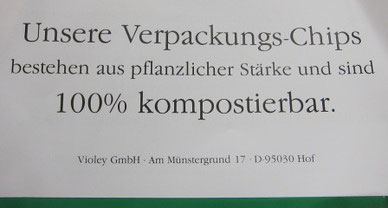 Unsere Verpackungs-Chips
bestehen aus pflanzlicher Stärke und sind
100% kompostierbar.
Violey GmbH · Am Münstergrund 17 · D-95030 Hof